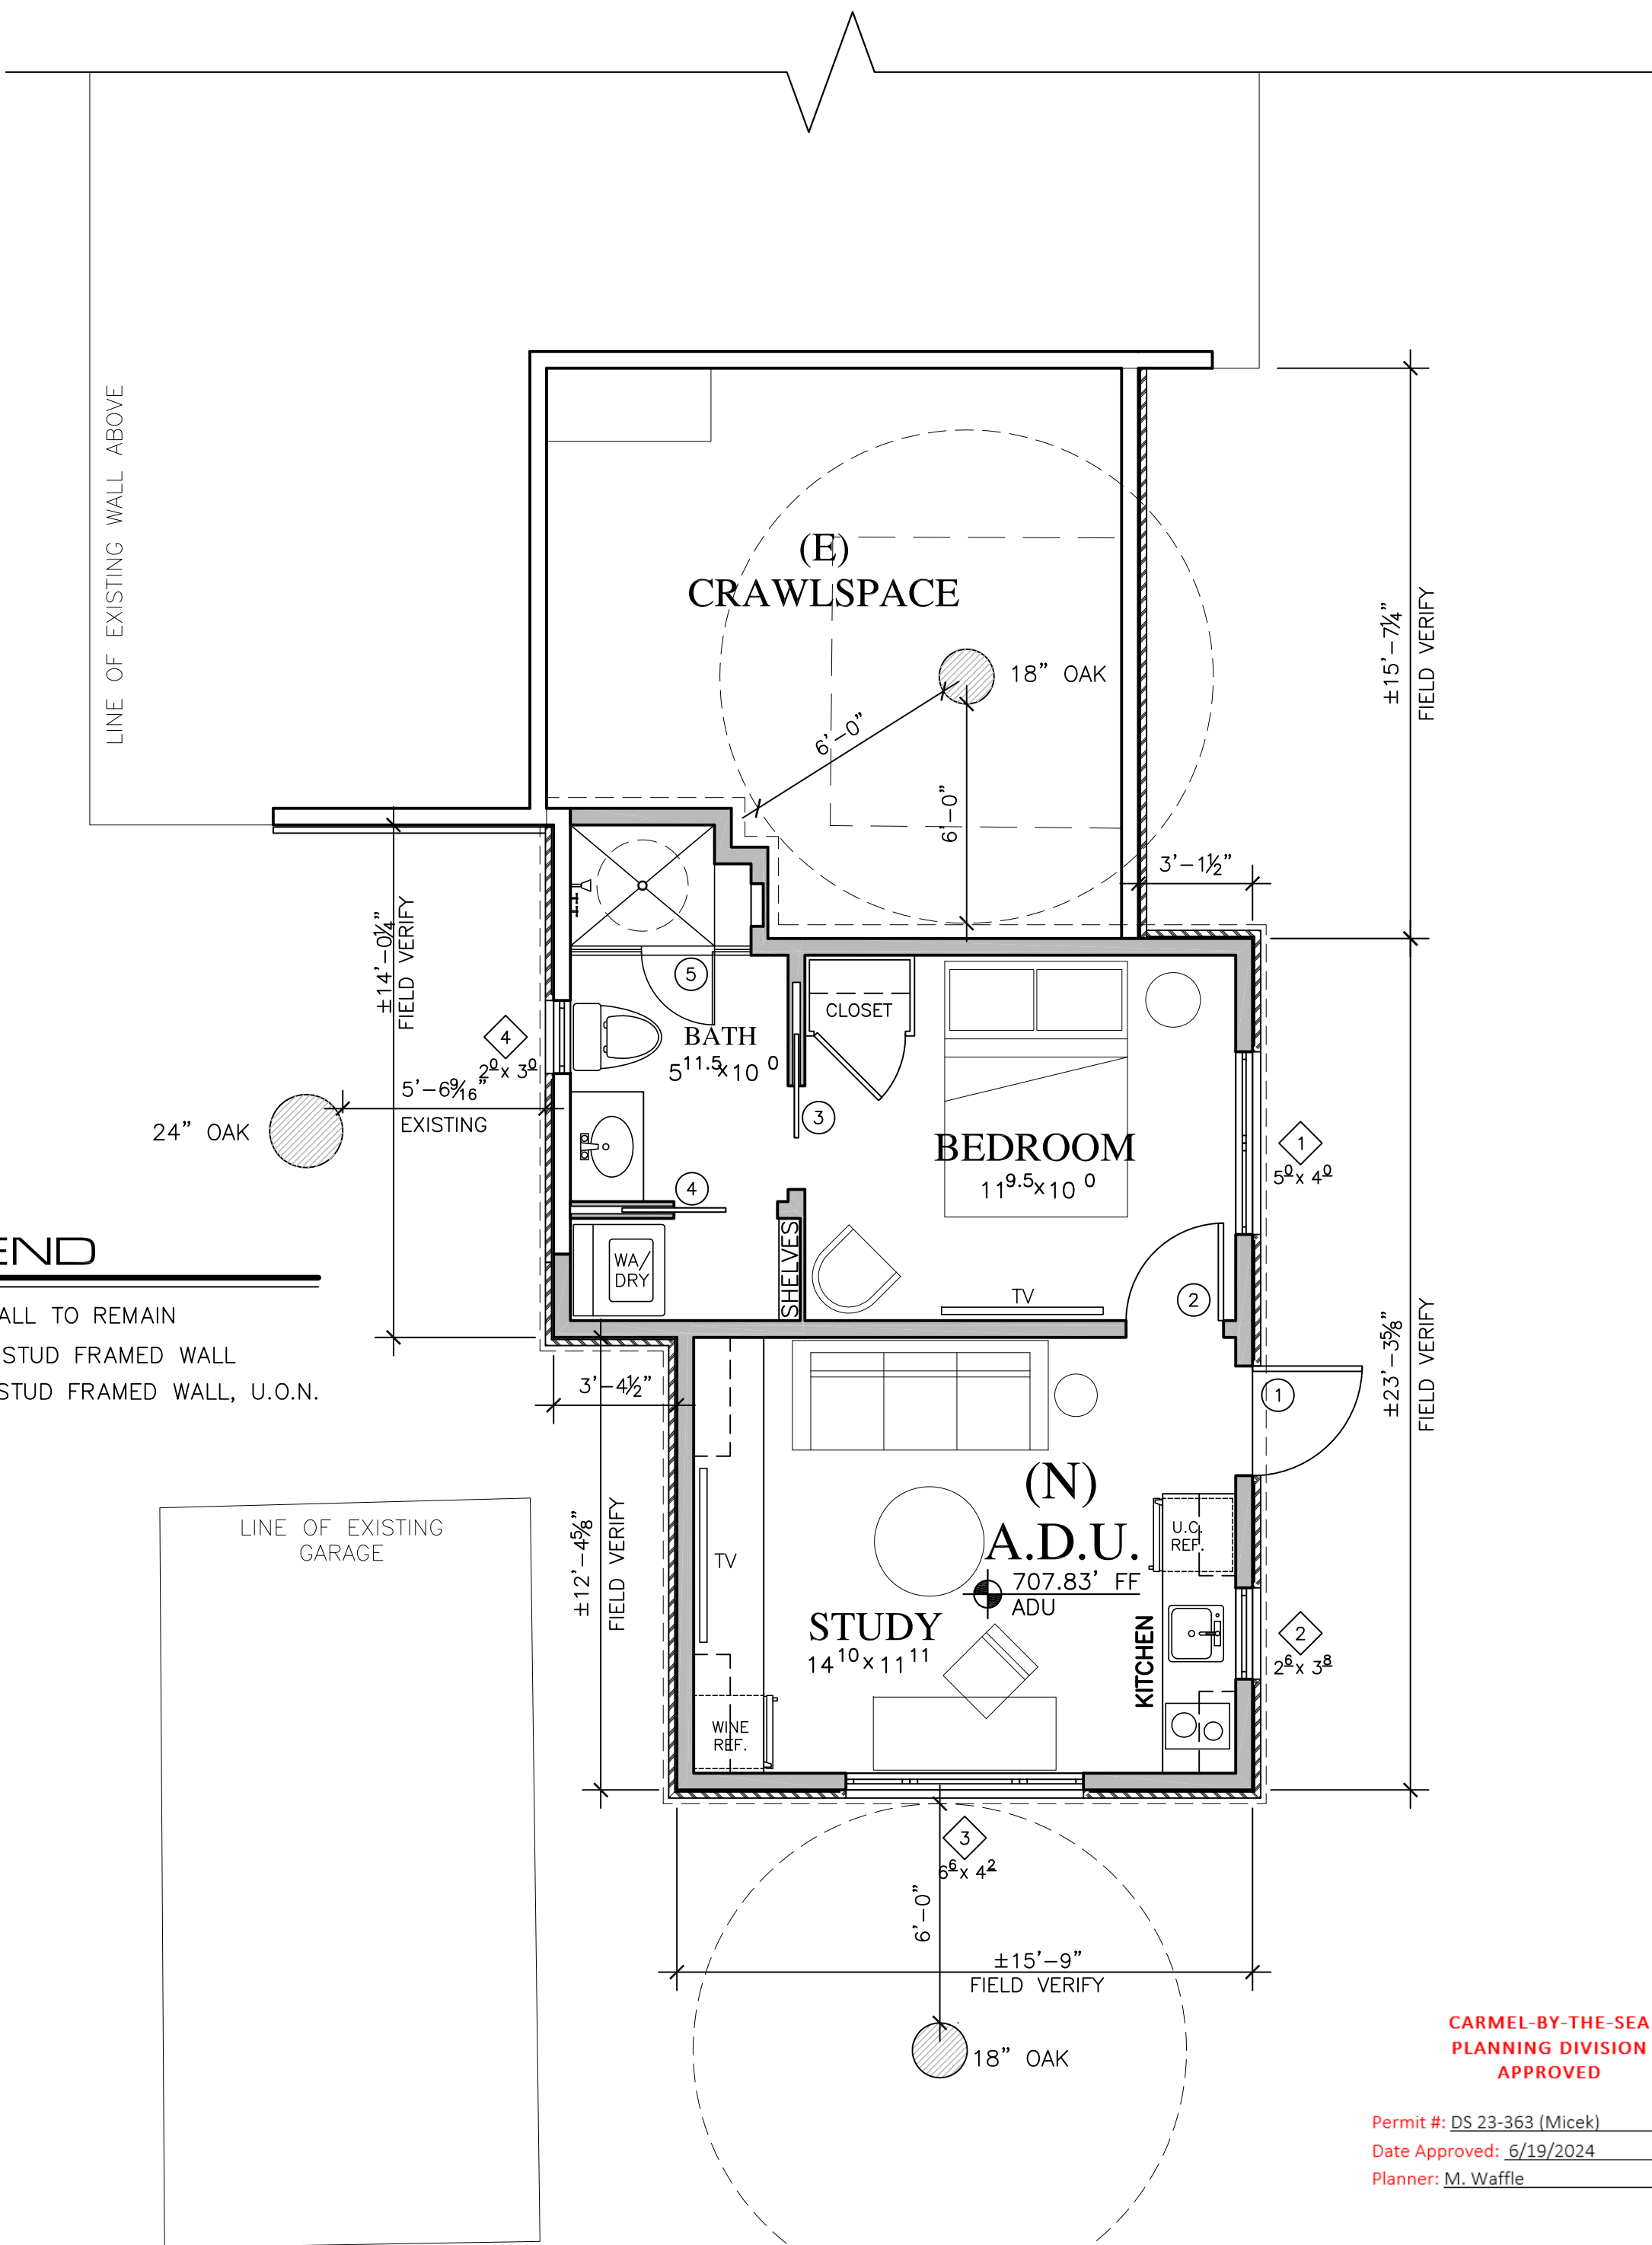 LINE OF EXISTING WALL ABOVE
(E)
CRAWLSPACE
18" OAK
6'-0"
6'-0"
±15'-7¼"
FIELD VERIFY
3'-1½"
±14'-0¼"
FIELD VERIFY
5
CLOSET
BATH
5 11.5 x 10 0
4
2 0 x 3 0
5'-6 9/16"
EXISTING
24" OAK
3
BEDROOM
11 9.5 x 10 0
1
5 0 x 4 0
4
WA/
DRY
SHELVES
TV
2
END
ALL TO REMAIN
STUD FRAMED WALL
STUD FRAMED WALL, U.O.N.
3'-4½"
1
±23'-3⅝"
FIELD VERIFY
(N)
A.D.U.
707.83' FF
ADU
LINE OF EXISTING
GARAGE
±12'-4⅝"
FIELD VERIFY
TV
U.C.
REF.
STUDY
14 10 x 11 11
KITCHEN
2
2 6 x 3 8
WINE
REF.
3
6 6 x 4 2
6'-0"
±15'-9"
FIELD VERIFY
18" OAK
CARMEL-BY-THE-SEA
PLANNING DIVISION
APPROVED
Permit #: DS 23-363 (Micek)
Date Approved: 6/19/2024
Planner: M. Waffle